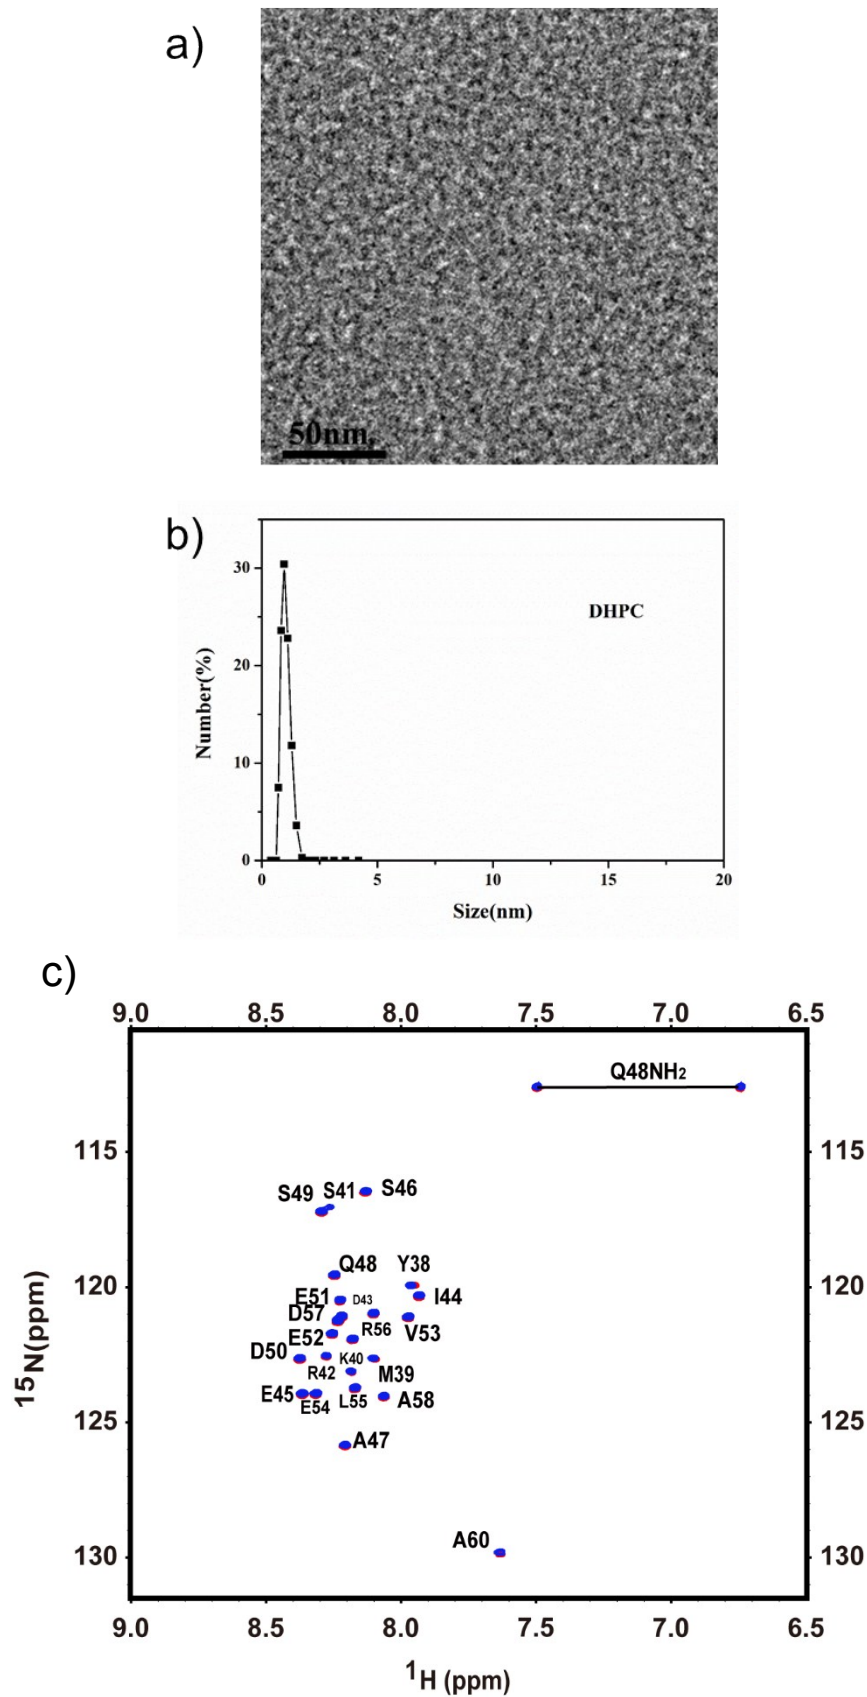 a)
50nm
b)
30
20
10
0
Number(%)
DHPC
0 5 10 15 20
Size(nm)
c)
9.0 8.5 8.0 7.5 7.0 6.5
Q48NH2
115 115
S49 S41 S46
Q48 Y38
120 120
E51 D43 I44
D57 R56 V53
E52
D50 R42 K40 M39
E45 E54 L55 A58
125 125
A47
A60
130 130
15N(ppm)
9.0 8.5 8.0 7.5 7.0 6.5
1H (ppm)